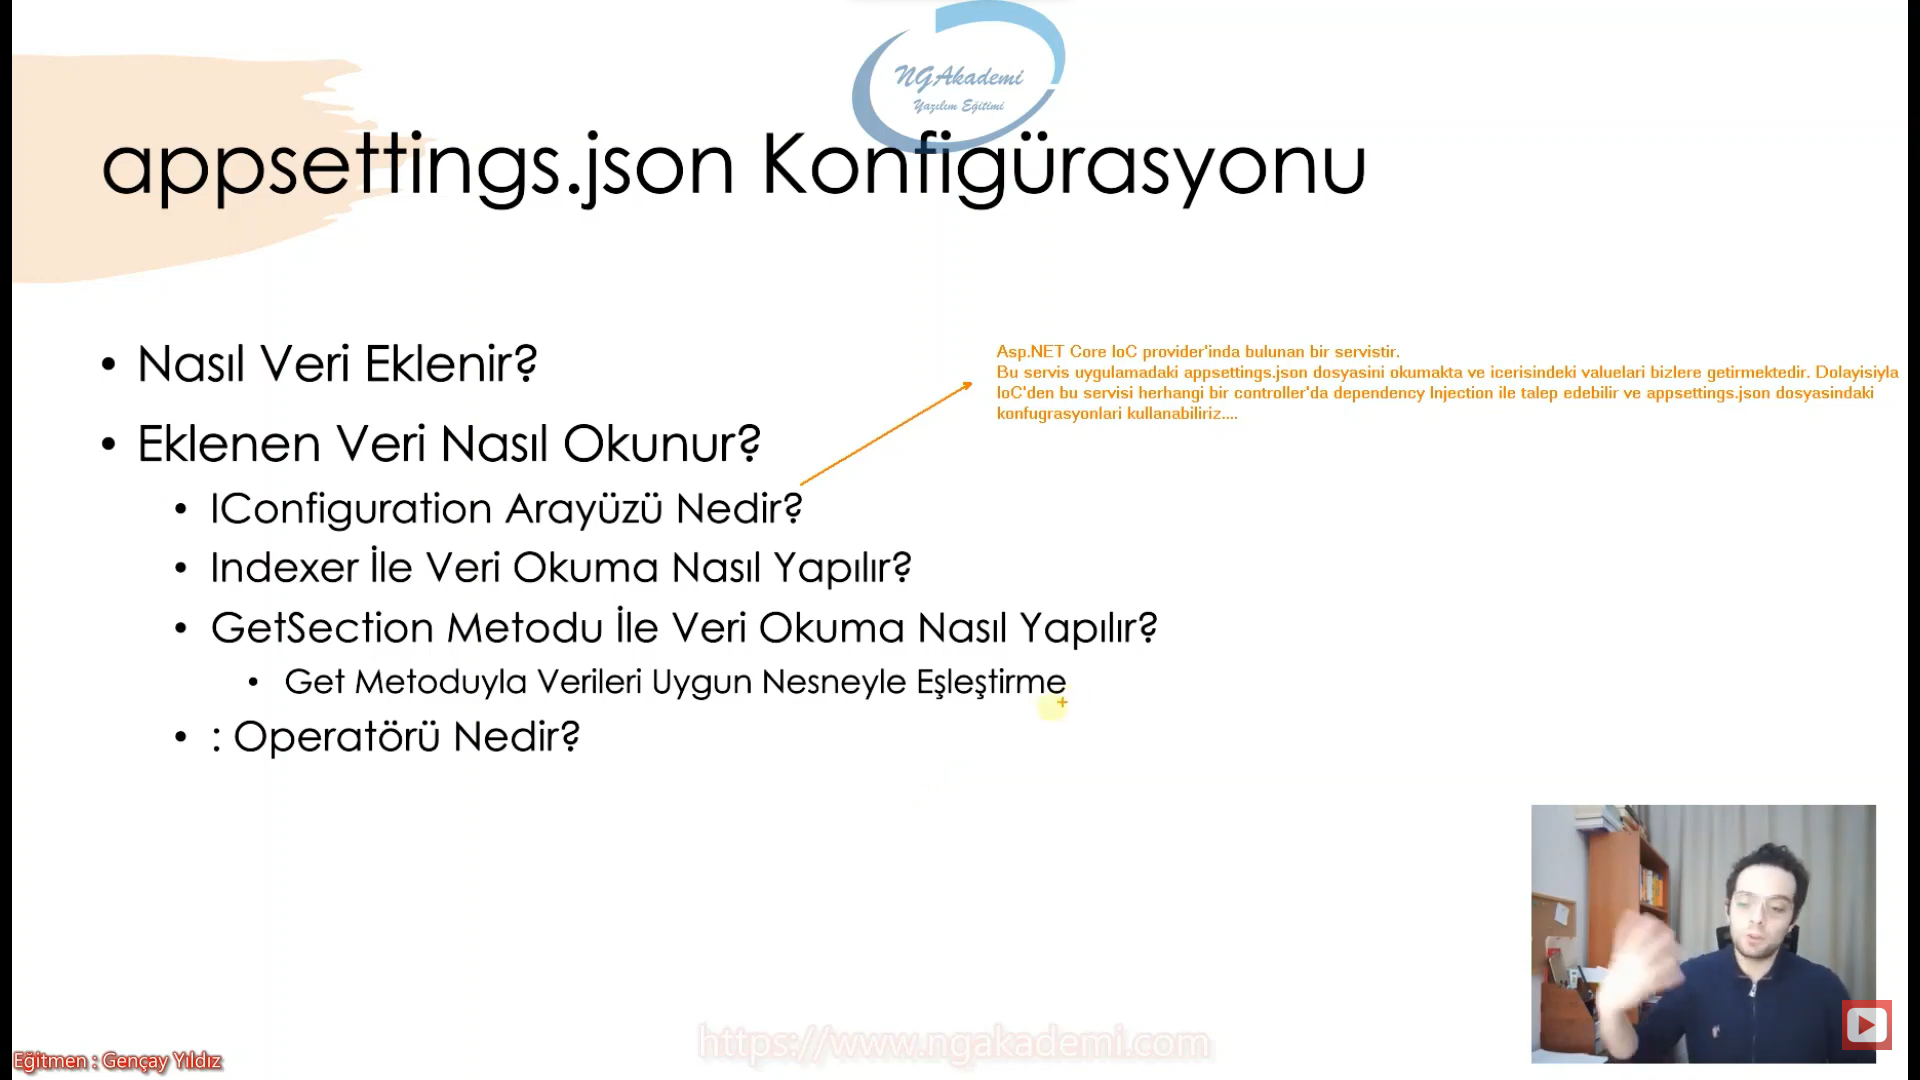 NGAkademi
Yazılım Eğitimi
appsettings.json Konfigürasyonu
• Nasıl Veri Eklenir?
• Eklenen Veri Nasıl Okunur?
• IConfiguration Arayüzü Nedir?
• Indexer İle Veri Okuma Nasıl Yapılır?
• GetSection Metodu İle Veri Okuma Nasıl Yapılır?
• Get Metoduyla Verileri Uygun Nesneyle Eşleştirme
• : Operatörü Nedir?
Asp.NET Core IoC provider'inda bulunan bir servistir.
Bu servis uygulamadaki appsettings.json dosyasini okumakta ve icerisindeki valuelari bizlere getirmektedir. Dolayisiyla
IoC'den bu servisi herhangi bir controller'da dependency Injection ile talep edebilir ve appsettings.json dosyasindaki
konfugrasyonlari kullanabiliriz....
https://www.ngakademi.com
Eğitmen : Gençay Yıldız